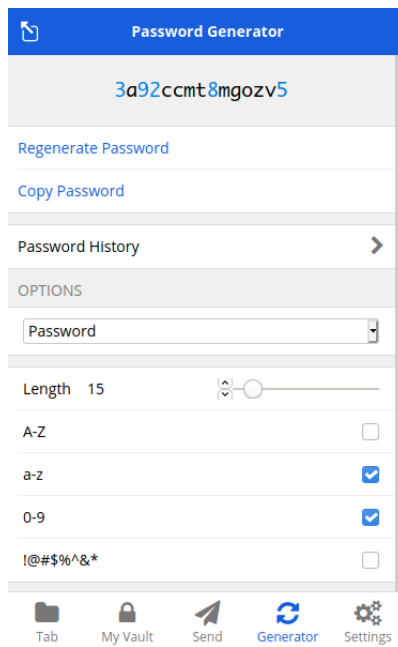 Password Generator
3a92ccmt8mgozv5
Regenerate Password
Copy Password
Password History
OPTIONS
Password
Length 15
A-Z
a-z
0-9
!@#$%^&*
Tab My Vault Send Generator Settings